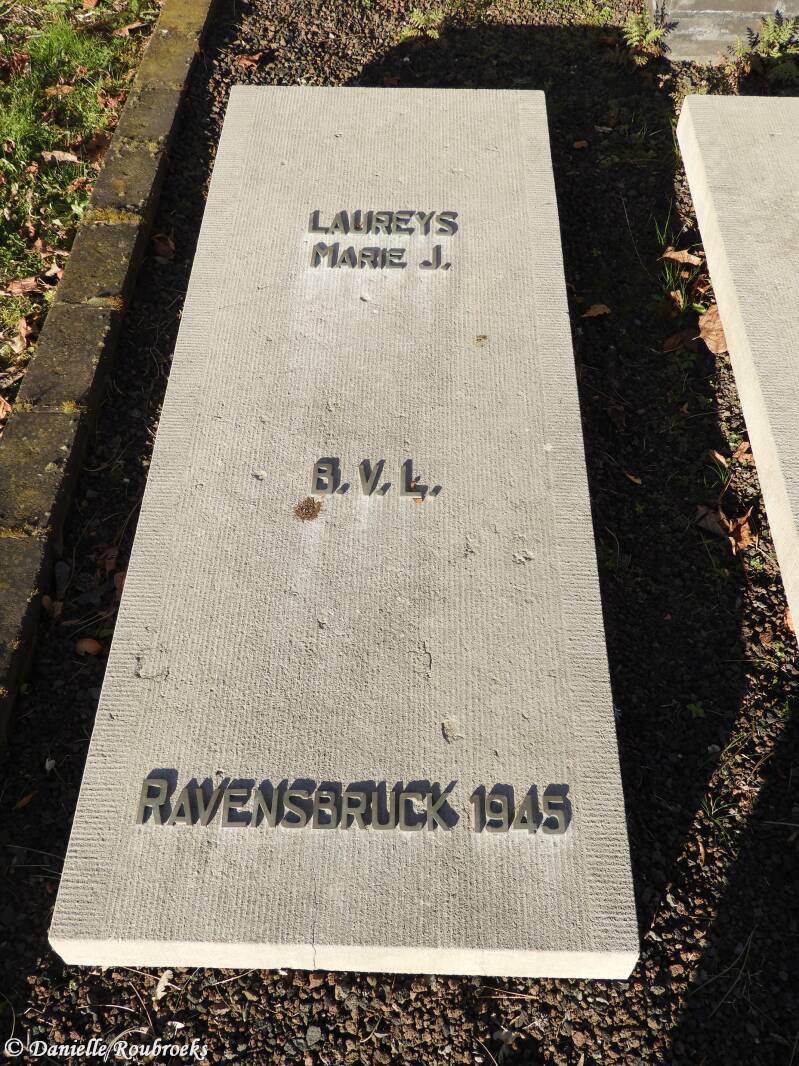 LAUREYS
MARIE J.
B.V.L.
RAVENSBRUCK 1945
© Danielle Roubroeks